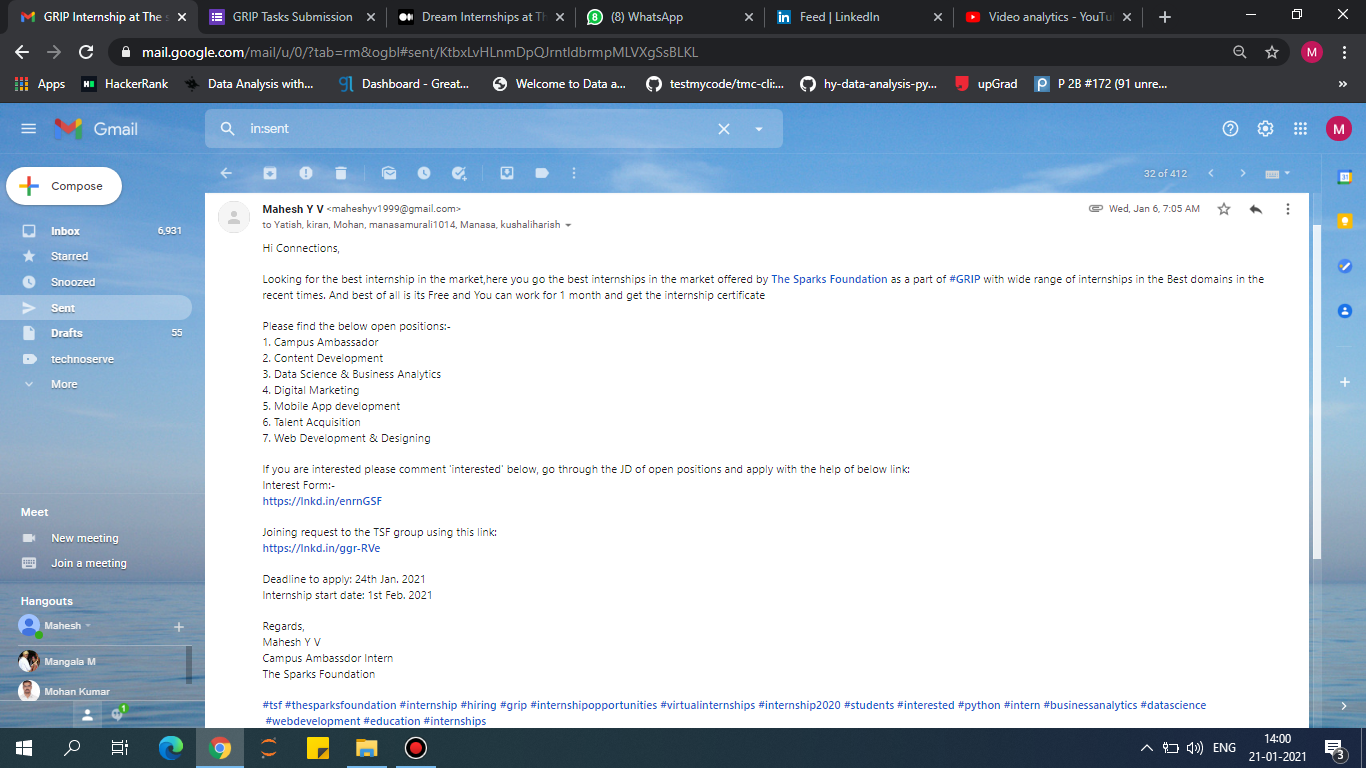 GRIP Internship at The s
GRIP Tasks Submission
Dream Internships at Th
(8) WhatsApp
Feed | LinkedIn
Video analytics - YouTu
mail.google.com/mail/u/0/?tab=rm&ogbl#sent/KtbxLvHLnmDpQJrntldbrmpMLVXgSsBLKL
M
Apps
HackerRank
Data Analysis with...
Dashboard - Great...
Welcome to Data a...
testmycode/tmc-cli:...
hy-data-analysis-py...
upGrad
P 2B #172 (91 unre...
Gmail
in:sent
M
Compose
32 of 412
Inbox 6,931
Starred
Snoozed
Sent
Drafts 55
technoserve
More
Meet
New meeting
Join a meeting
Hangouts
Mahesh
Mangala M
Mohan Kumar
1
Mahesh Y V <maheshyv1999@gmail.com>
Wed, Jan 6, 7:05 AM
to Yatish, kiran, Mohan, manasamurali1014, Manasa, kushaliharish
Hi Connections,
Looking for the best internship in the market,here you go the best internships in the market offered by The Sparks Foundation as a part of #GRIP with wide range of internships in the Best domains in the
recent times. And best of all is its Free and You can work for 1 month and get the internship certificate
Please find the below open positions:-
1. Campus Ambassador
2. Content Development
3. Data Science & Business Analytics
4. Digital Marketing
5. Mobile App development
6. Talent Acquisition
7. Web Development & Designing
If you are interested please comment 'interested' below, go through the JD of open positions and apply with the help of below link:
Interest Form:-
https://lnkd.in/enrnGSF
Joining request to the TSF group using this link:
https://lnkd.in/ggr-RVe
Deadline to apply: 24th Jan. 2021
Internship start date: 1st Feb. 2021
Regards,
Mahesh Y V
Campus Ambassdor Intern
The Sparks Foundation
#tsf #thesparksfoundation #internship #hiring #grip #internshipopportunities #virtualinternships #internship2020 #students #interested #python #intern #businessanalytics #datascience
#webdevelopment #education #internships
ENG
14:00
21-01-2021
3